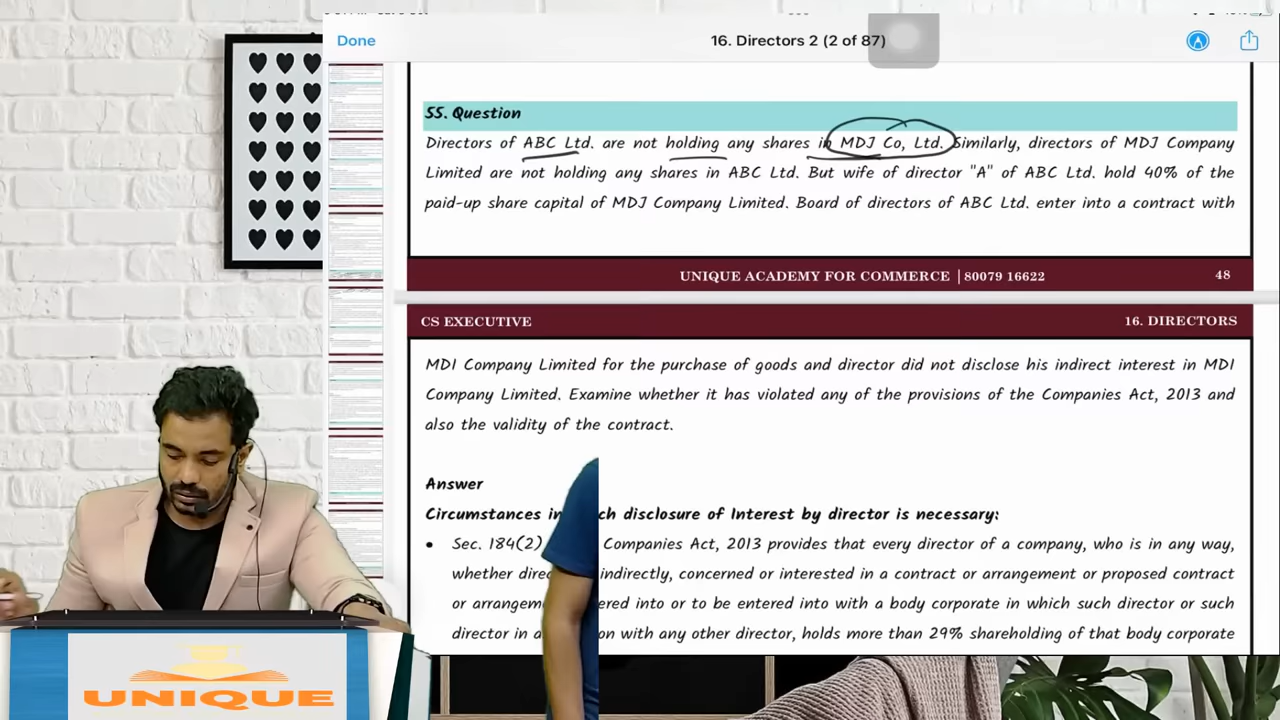 Done
16. Directors 2 (2 of 87)
55. Question
Directors of ABC Ltd. are not holding any shares in MDJ Co, Ltd. Similarly, directors of MDJ Company
Limited are not holding any shares in ABC Ltd. But wife of director "A" of ABC Ltd. hold 40% of the
paid-up share capital of MDJ Company Limited. Board of directors of ABC Ltd. enter into a contract with
UNIQUE ACADEMY FOR COMMERCE | 80079 16622
48
CS EXECUTIVE
16. DIRECTORS
MDI Company Limited for the purchase of goods and director did not disclose his indirect interest in MDI
Company Limited. Examine whether it has violated any of the provisions of the Companies Act, 2013 and
also the validity of the contract.
Answer
Circumstances in ch disclosure of Inte by director is necessary:
• Sec. 184(2) Companies Act, 2013 provides that every director of a company, who is in any way,
whether direc indirectly, concerned or interested in a contract or arrangement or proposed contract
or arrangem ered into or to be entered into with a body corporate in which such director or such
director in a on with any other director, holds more than 29% shareholding of that body corporate
UNIQUE